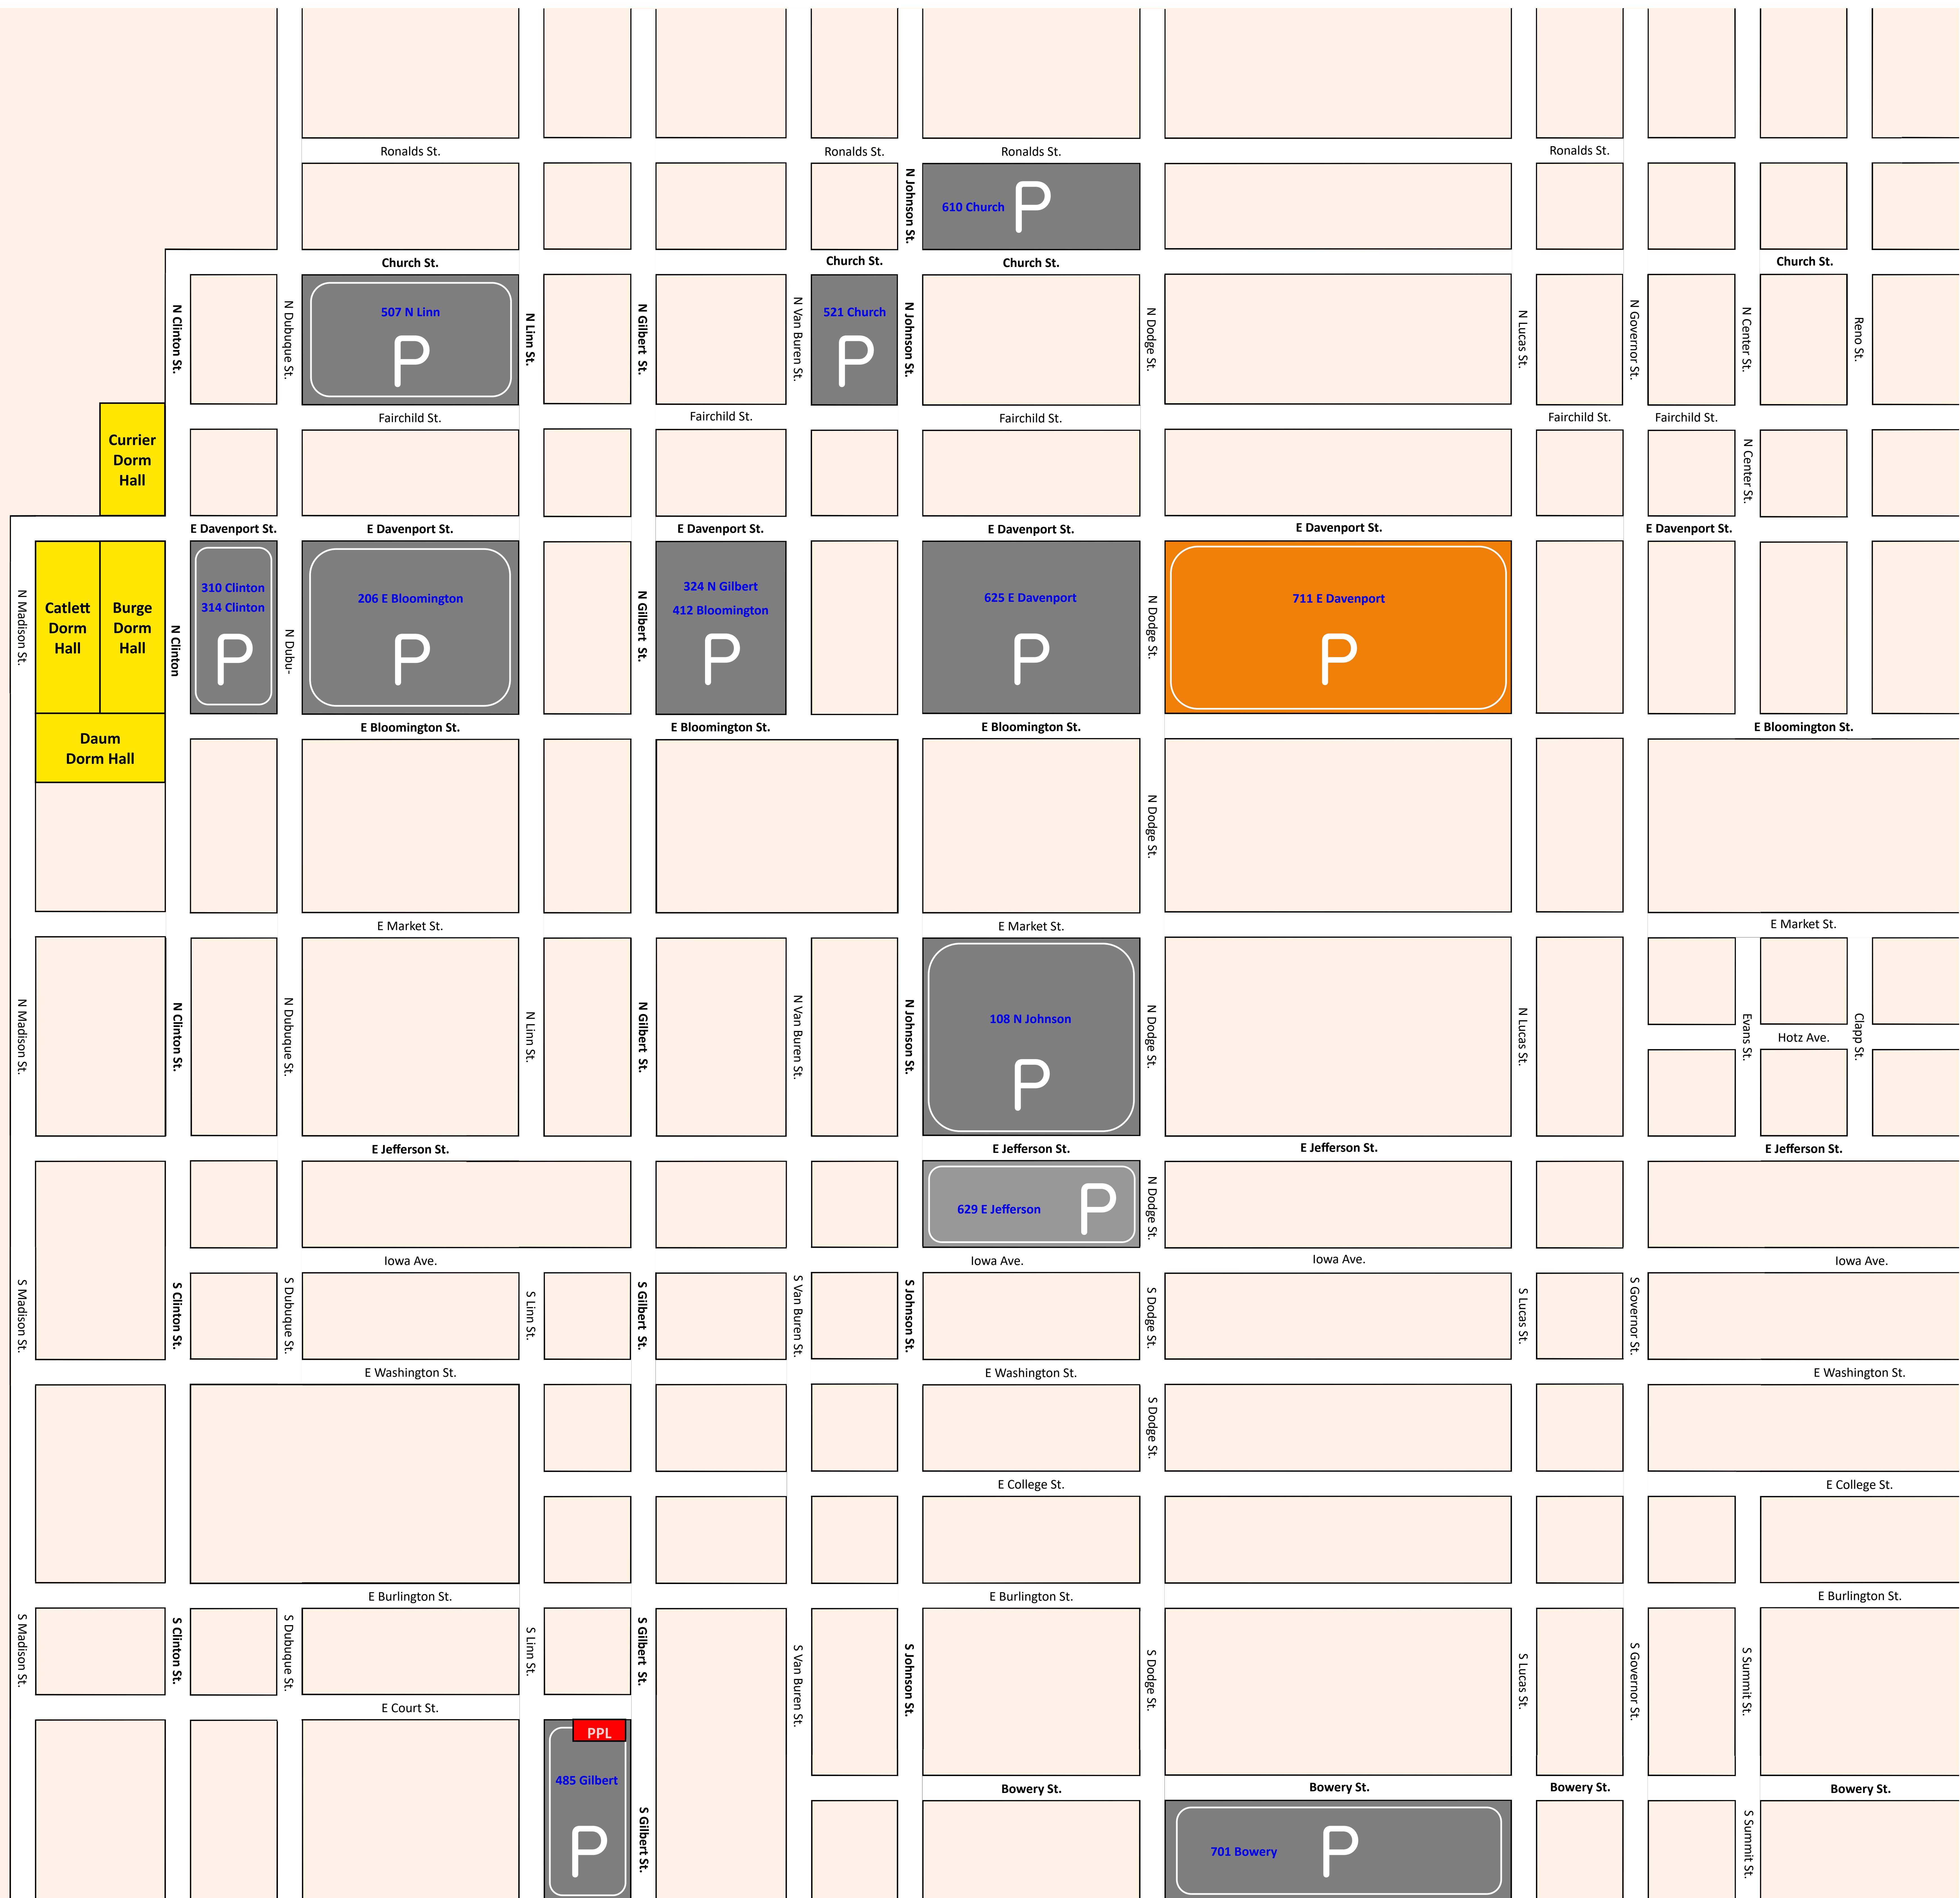 Ronalds St.
Ronalds St.
Ronalds St.
Ronalds St.
N Johnson St.
610 Church
P
Church St.
Church St.
Church St.
Church St.
N Clinton St.
N Dubuque St.
507 N Linn
P
N Linn St.
N Gilbert St.
N Van Buren St.
521 Church
P
N Johnson St.
N Dodge St.
N Lucas St.
N Governor St.
N Center St.
Reno St.
Fairchild St.
Fairchild St.
Fairchild St.
Fairchild St.
Fairchild St.
Currier
Dorm
Hall
N Center St.
E Davenport St.
E Davenport St.
E Davenport St.
E Davenport St.
E Davenport St.
E Davenport St.
N Madison St.
Catlett
Dorm
Hall
Burge
Dorm
Hall
N Clinton
310 Clinton
314 Clinton
P
N Dubu-
206 E Bloomington
P
N Gilbert St.
324 N Gilbert
412 Bloomington
P
625 E Davenport
P
N Dodge St.
711 E Davenport
P
Daum
Dorm Hall
E Bloomington St.
E Bloomington St.
E Bloomington St.
E Bloomington St.
N Dodge St.
E Market St.
E Market St.
E Market St.
N Madison St.
N Clinton St.
N Dubuque St.
N Linn St.
N Gilbert St.
N Van Buren St.
N Johnson St.
108 N Johnson
P
N Dodge St.
N Lucas St.
Evans St.
Hotz Ave.
Clapp St.
E Jefferson St.
E Jefferson St.
E Jefferson St.
E Jefferson St.
629 E Jefferson
P
N Dodge St.
Iowa Ave.
Iowa Ave.
Iowa Ave.
Iowa Ave.
S Madison St.
S Clinton St.
S Dubuque St.
S Linn St.
S Gilbert St.
S Van Buren St.
S Johnson St.
S Dodge St.
S Lucas St.
S Governor St.
E Washington St.
E Washington St.
E Washington St.
S Dodge St.
E College St.
E College St.
E Burlington St.
E Burlington St.
E Burlington St.
S Madison St.
S Clinton St.
S Dubuque St.
S Linn St.
S Gilbert St.
S Van Buren St.
S Johnson St.
S Dodge St.
S Lucas St.
S Governor St.
S Summit St.
E Court St.
PPL
485 Gilbert
P
S Gilbert St.
Bowery St.
Bowery St.
Bowery St.
Bowery St.
701 Bowery
P
S Summit St.